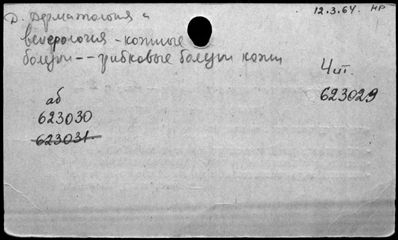 Д. Дерматология и
12.3.64. НР
венерология - кожные
болезни -- грибковые болезни кожи
Чит.
623029
аб
623030
623031.